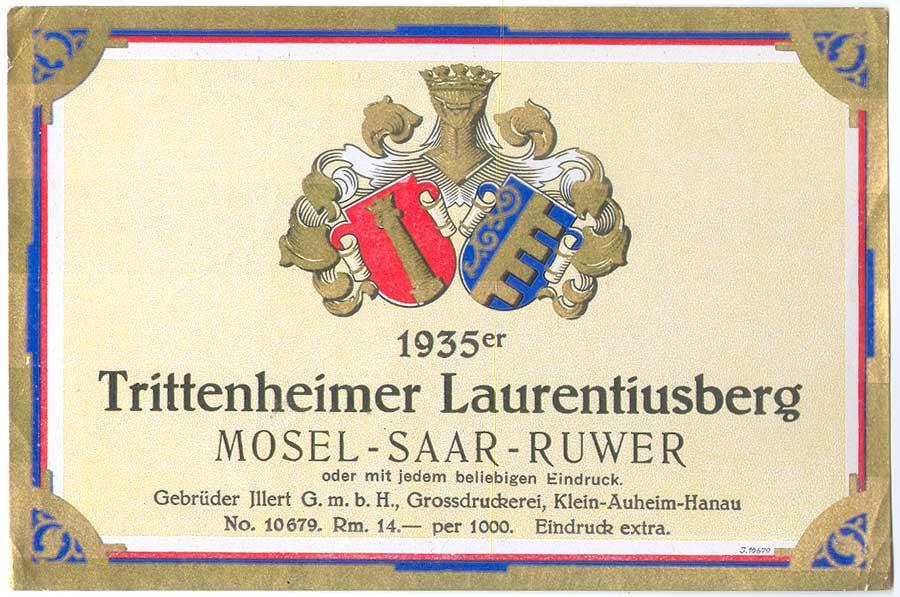 1935er
Trittenheimer Laurentiusberg
MOSEL-SAAR-RUWER
oder mit jedem beliebigen Eindruck.
Gebrüder Jllert G. m. b. H., Grossdruckerei, Klein-Auheim-Hanau
No. 10679. Rm. 14.— per 1000. Eindruck extra.
J.10679